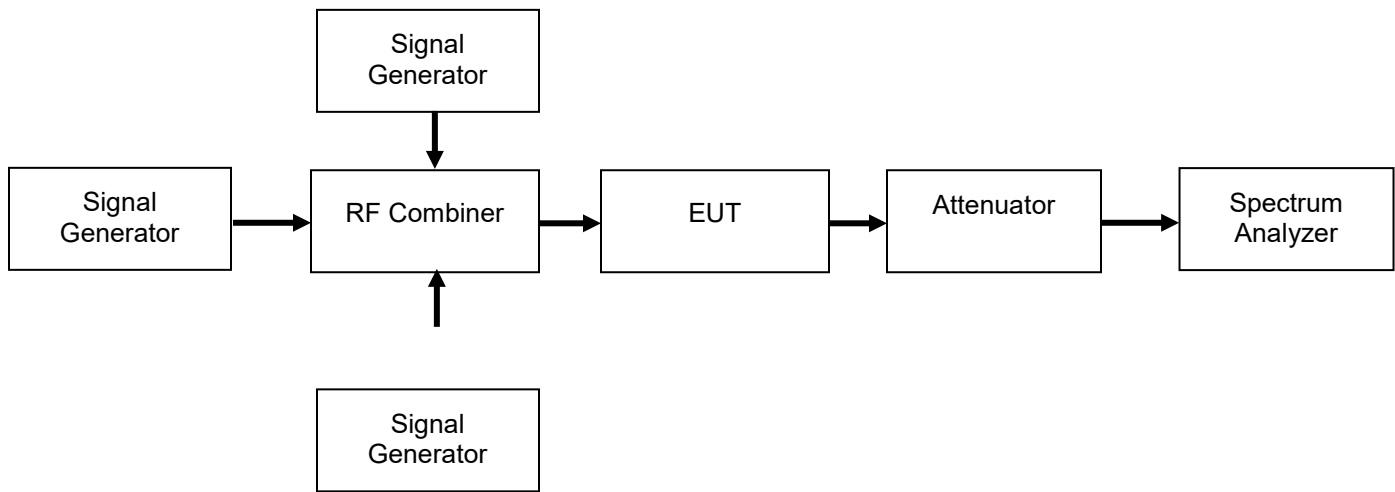 Signal
Generator
Signal
Generator
RF Combiner
EUT
Attenuator
Spectrum
Analyzer
Signal
Generator